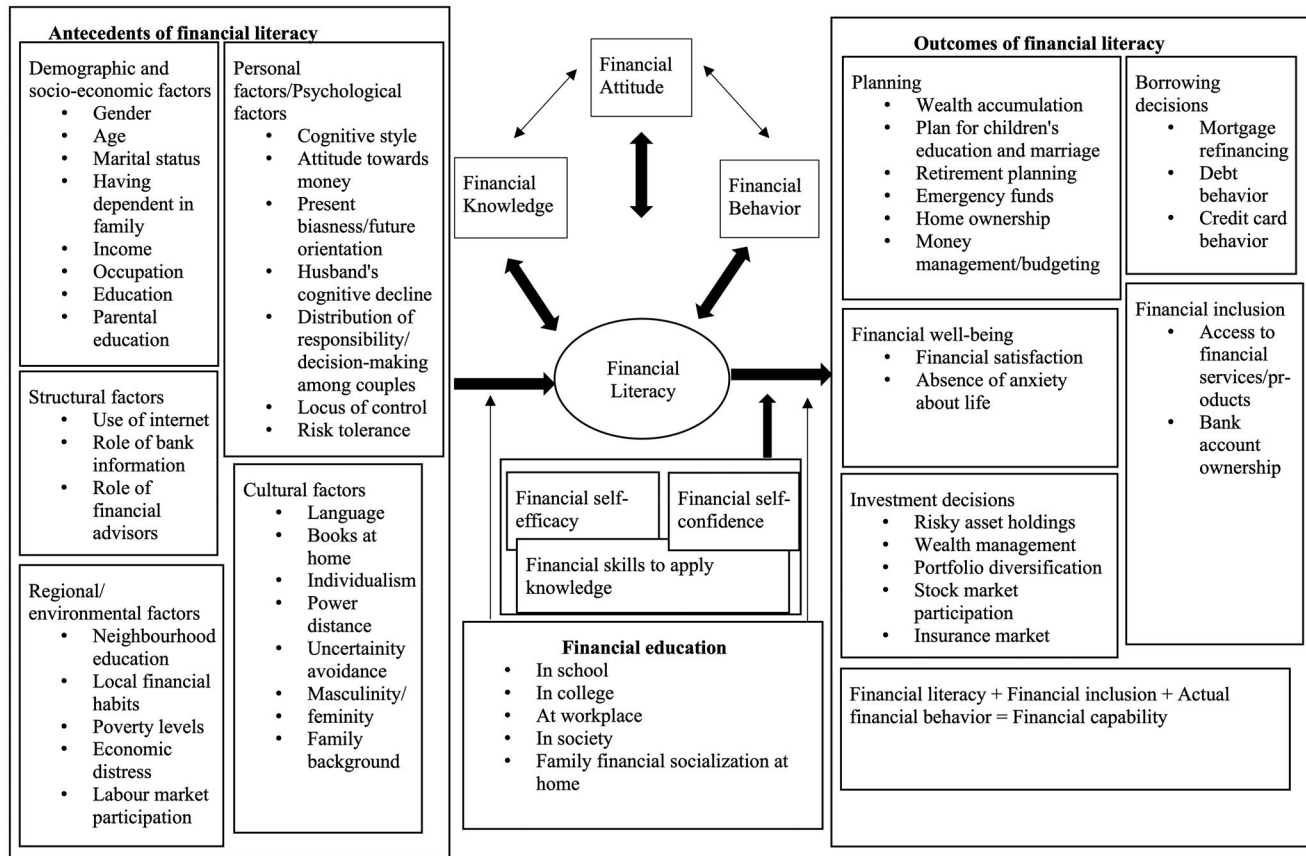 Antecedents of financial literacy
Demographic and
socio-economic factors
• Gender
• Age
• Marital status
• Having
dependent in
family
• Income
• Occupation
• Education
• Parental
education
Structural factors
• Use of internet
• Role of bank
information
• Role of
financial
advisors
Regional/
environmental factors
• Neighbourhood
education
• Local financial
habits
• Poverty levels
• Economic
distress
• Labour market
participation
Personal
factors/Psychological
factors
• Cognitive style
• Attitude towards
money
• Present
biasness/future
orientation
• Husband's
cognitive decline
• Distribution of
responsibility/
decision-making
among couples
• Locus of control
• Risk tolerance
Cultural factors
• Language
• Books at
home
• Individualism
• Power
distance
• Uncertainity
avoidance
• Masculinity/
feminity
• Family
background
Financial
Attitude
Financial
Knowledge
Financial
Behavior
Financial
Literacy
Financial self-
efficacy
Financial self-
confidence
Financial skills to apply
knowledge
Financial education
• In school
• In college
• At workplace
• In society
• Family financial socialization at
home
Outcomes of financial literacy
Planning
• Wealth accumulation
• Plan for children's
education and marriage
• Retirement planning
• Emergency funds
• Home ownership
• Money
management/budgeting
Financial well-being
• Financial satisfaction
• Absence of anxiety
about life
Investment decisions
• Risky asset holdings
• Wealth management
• Portfolio diversification
• Stock market
participation
• Insurance market
Borrowing
decisions
• Mortgage
refinancing
• Debt
behavior
• Credit card
behavior
Financial inclusion
• Access to
financial
services/pr-
oducts
• Bank
account
ownership
Financial literacy + Financial inclusion + Actual
financial behavior = Financial capability